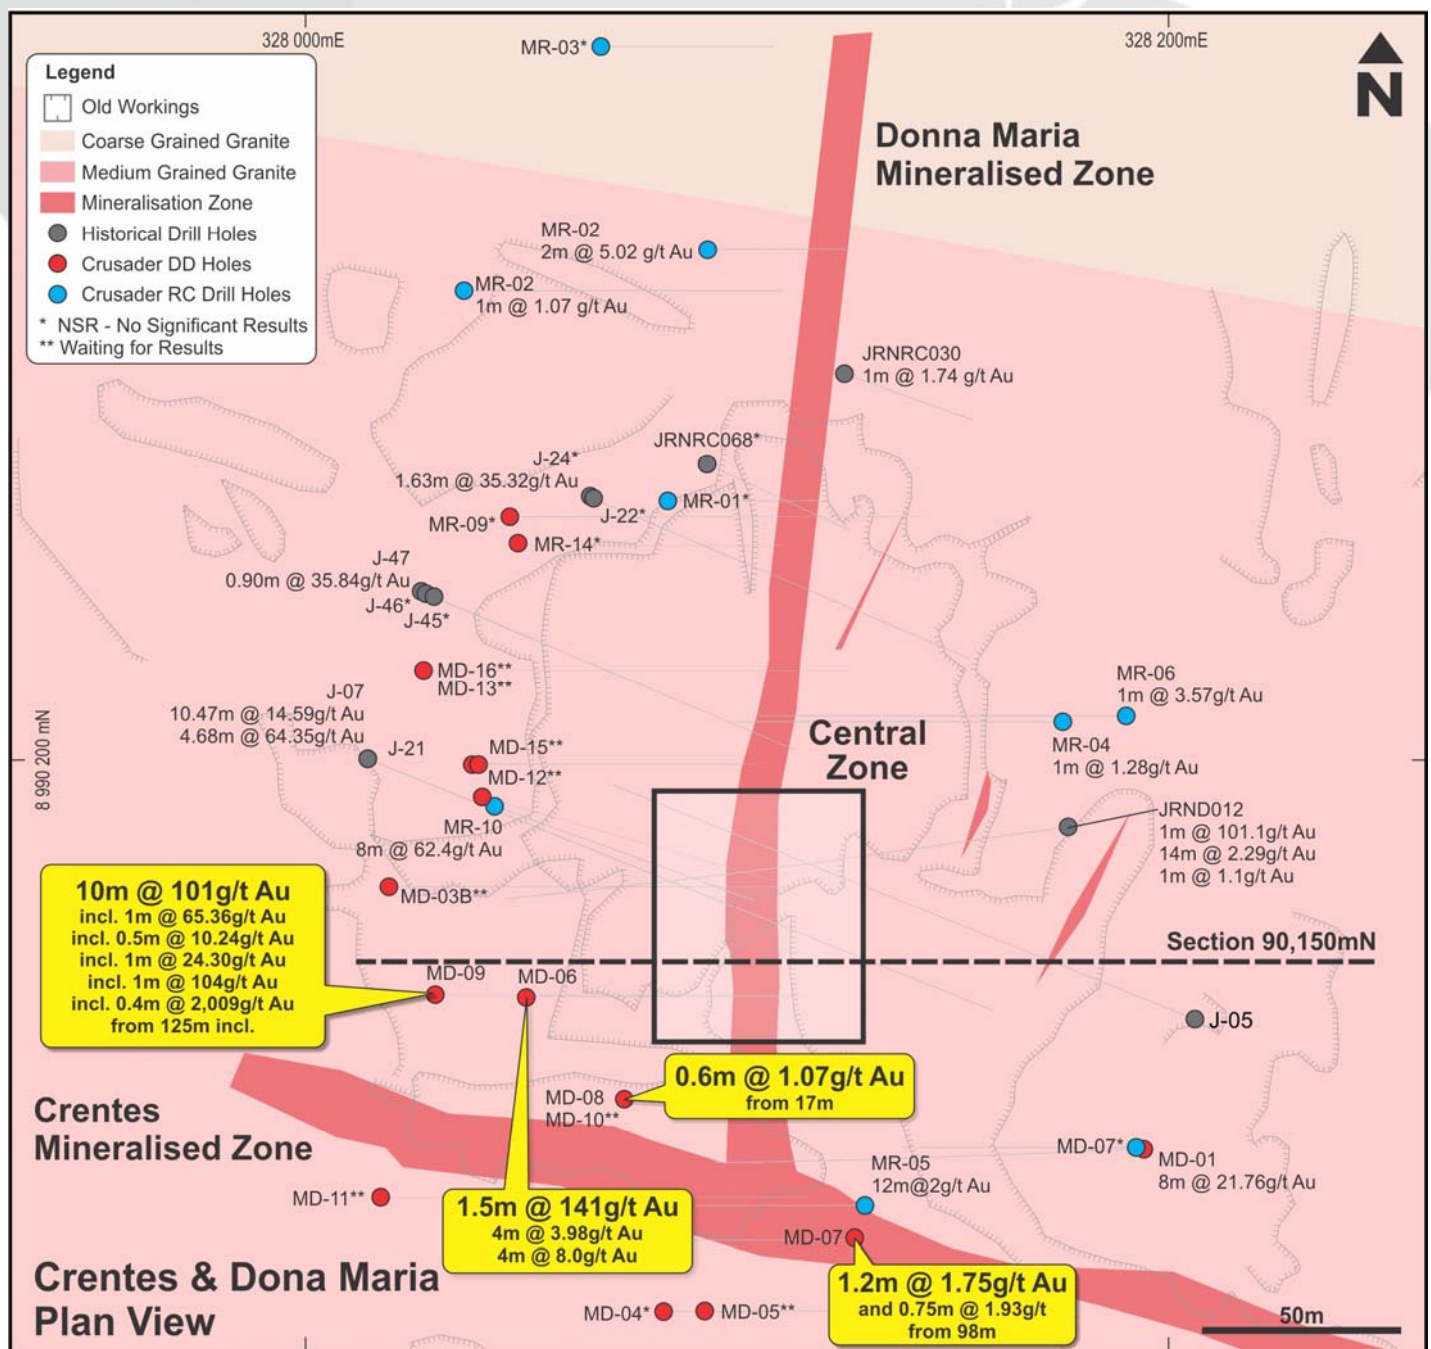 328 000mE
328 200mE
N
Legend
Old Workings
Coarse Grained Granite
Medium Grained Granite
Mineralisation Zone
Historical Drill Holes
Crusader DD Holes
Crusader RC Drill Holes
* NSR - No Significant Results
** Waiting for Results
MR-03*
Donna Maria
Mineralised Zone
MR-02
2m @ 5.02 g/t Au
MR-02
1m @ 1.07 g/t Au
JRNRC030
1m @ 1.74 g/t Au
JRNRC068*
J-24*
1.63m @ 35.32g/t Au
J-22*
MR-01*
MR-09*
MR-14*
J-47
0.90m @ 35.84g/t Au
J-46*
J-45*
MD-16**
MD-13**
J-07
10.47m @ 14.59g/t Au
4.68m @ 64.35g/t Au
J-21
MD-15**
MD-12**
MR-10
8m @ 62.4g/t Au
MD-03B**
8 990 200 mN
Central
Zone
MR-06
1m @ 3.57g/t Au
MR-04
1m @ 1.28g/t Au
JRND012
1m @ 101.1g/t Au
14m @ 2.29g/t Au
1m @ 1.1g/t Au
10m @ 101g/t Au
incl. 1m @ 65.36g/t Au
incl. 0.5m @ 10.24g/t Au
incl. 1m @ 24.30g/t Au
incl. 1m @ 104g/t Au
incl. 0.4m @ 2,009g/t Au
from 125m incl.
Section 90,150mN
MD-09
MD-06
J-05
0.6m @ 1.07g/t Au
from 17m
MD-08
MD-10**
Crentes
Mineralised Zone
MD-07*
MD-01
8m @ 21.76g/t Au
MR-05
12m@2g/t Au
MD-11**
1.5m @ 141g/t Au
4m @ 3.98g/t Au
4m @ 8.0g/t Au
MD-07
1.2m @ 1.75g/t Au
and 0.75m @ 1.93g/t
from 98m
Crentes & Dona Maria
Plan View
MD-04*
MD-05**
50m